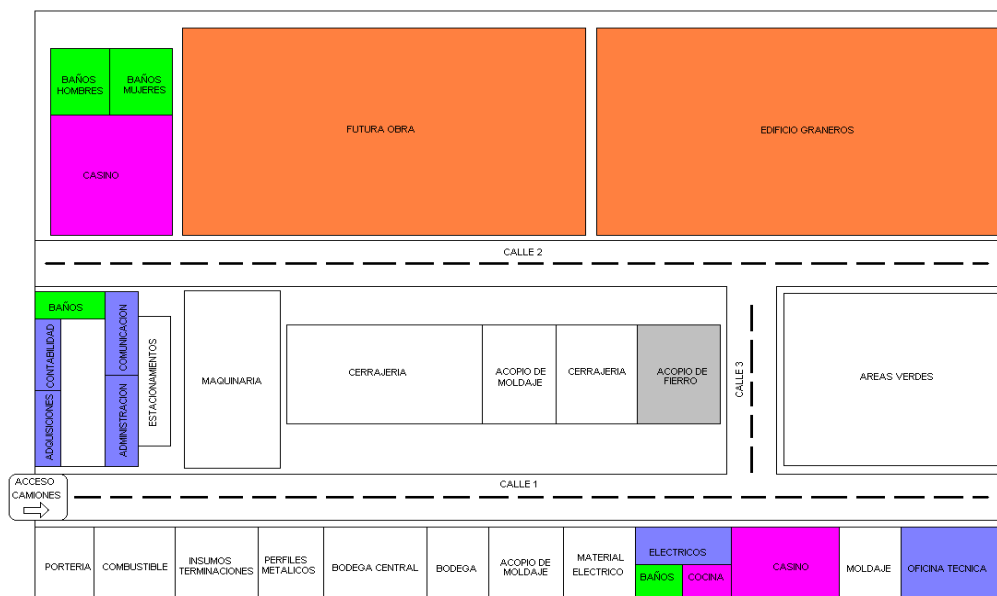 BAÑOS
HOMBRES
BAÑOS
MUJERES
FUTURA OBRA
EDIFICIO GRANEROS
CASINO
CALLE 2
BAÑOS
CONTABILIDAD
COMUNICACION
ADQUISICIONES
ADMINISTRACION
ESTACIONAMIENTOS
MAQUINARIA
CERRAJERIA
ACOPIO DE
MOLDAJE
CERRAJERIA
ACOPIO DE
FIERRO
CALLE 3
AREAS VERDES
ACCESO
CAMIONES
CALLE 1
PORTERIA
COMBUSTIBLE
INSUMOS
TERMINACIONES
PERFILES
METALICOS
BODEGA CENTRAL
BODEGA
ACOPIO DE
MOLDAJE
MATERIAL
ELECTRICO
ELECTRICOS
BAÑOS
COCINA
CASINO
MOLDAJE
OFICINA TECNICA